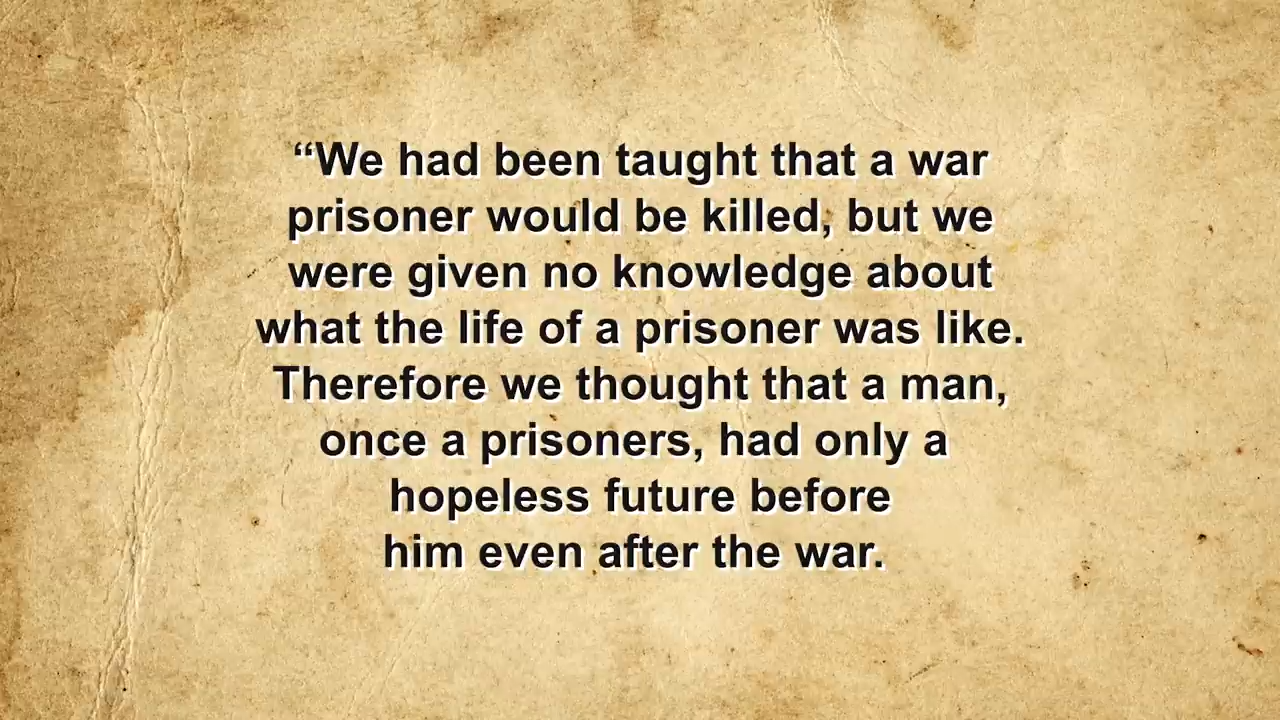 “We had been taught that a war
prisoner would be killed, but we
were given no knowledge about
what the life of a prisoner was like.
Therefore we thought that a man,
once a prisoners, had only a
hopeless future before
him even after the war.